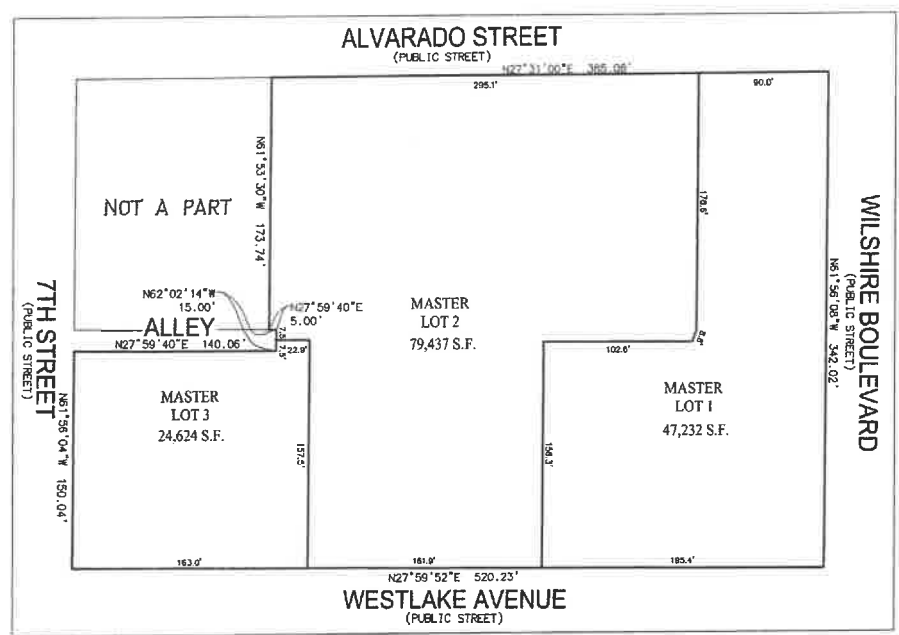 ALVARADO STREET
(PUBLIC STREET)
N27°31'00"E 385.06'
295.1'
90.0'
N61°53'30"W 173.74'
NOT A PART
178.6'
WILSHIRE BOULEVARD
(PUBLIC STREET)
N61°56'08"W 342.02'
N62°02'14"W
15.00'
N27°59'40"E
5.00'
7TH STREET
(PUBLIC STREET)
ALLEY
N27°59'40"E 140.06'
7.5'
7.5'
22.9'
MASTER
LOT 2
79,437 S.F.
102.6'
MASTER
LOT 1
47,232 S.F.
MASTER
LOT 3
24,624 S.F.
N61°56'04"W 150.04'
157.5'
156.3'
163.0'
161.9'
195.4'
N27°59'52"E 520.23'
WESTLAKE AVENUE
(PUBLIC STREET)